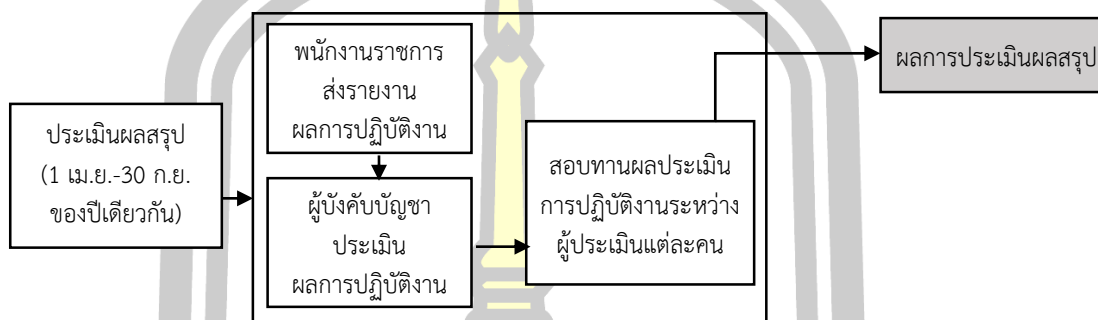 ประเมินผลสรุป
(1 เม.ย.-30 ก.ย.
ของปีเดียวกัน)
พนักงานราชการ
ส่งรายงาน
ผลการปฏิบัติงาน
ผู้บังคับบัญชา
ประเมิน
ผลการปฏิบัติงาน
สอบทานผลประเมิน
การปฏิบัติงานระหว่าง
ผู้ประเมินแต่ละคน
ผลการประเมินผลสรุป